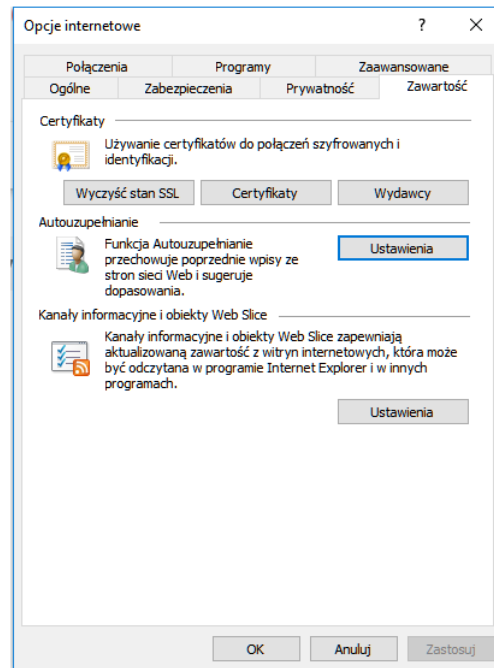 Opcje internetowe
?
Połączenia Programy Zaawansowane
Ogólne Zabezpieczenia Prywatność Zawartość
Certyfikaty
Używanie certyfikatów do połączeń szyfrowanych i
identyfikacji.
Wyczyść stan SSL Certyfikaty Wydawcy
Autouzupełnianie
Funkcja Autouzupełnianie
przechowuje poprzednie wpisy ze
stron sieci Web i sugeruje
dopasowania.
Ustawienia
Kanały informacyjne i obiekty Web Slice
Kanały informacyjne i obiekty Web Slice zapewniają
aktualizowaną zawartość z witryn internetowych, która może
być odczytana w programie Internet Explorer i w innych
programach.
Ustawienia
OK Anuluj Zastosuj